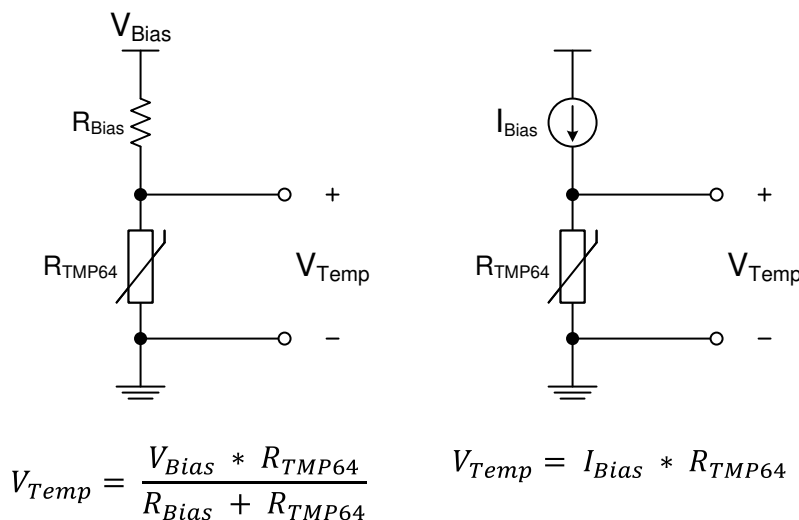 V_Bias
R_Bias
+
R_TMP64
V_Temp
−
V_Temp = V_Bias * R_TMP64 / R_Bias + R_TMP64
I_Bias
+
R_TMP64
V_Temp
−
V_Temp = I_Bias * R_TMP64